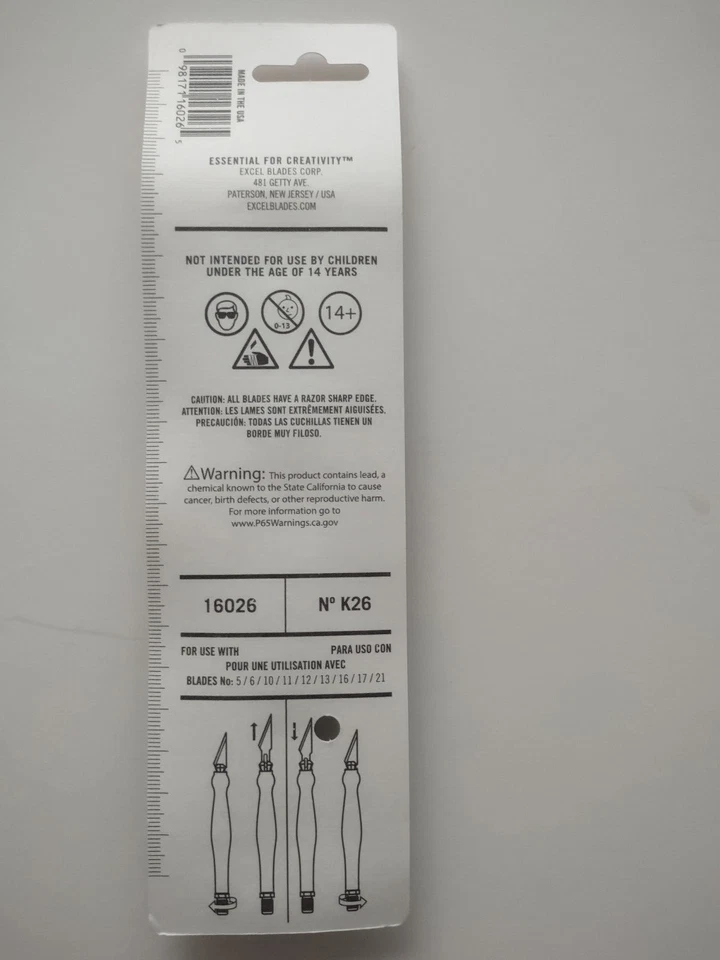 0 98171 16026 5
MADE IN THE USA
ESSENTIAL FOR CREATIVITY™
EXCEL BLADES CORP.
481 GETTY AVE.
PATERSON, NEW JERSEY / USA
EXCELBLADES.COM
NOT INTENDED FOR USE BY CHILDREN
UNDER THE AGE OF 14 YEARS
0-13
14+
CAUTION: ALL BLADES HAVE A RAZOR SHARP EDGE.
ATTENTION: LES LAMES SONT EXTRÊMEMENT AIGUISÉES.
PRECAUCIÓN: TODAS LAS CUCHILLAS TIENEN UN
BORDE MUY FILOSO.
⚠Warning: This product contains lead, a
chemical known to the State California to cause
cancer, birth defects, or other reproductive harm.
For more information go to
www.P65Warnings.ca.gov
16026 Nº K26
FOR USE WITH PARA USO CON
POUR UNE UTILISATION AVEC
BLADES No: 5 / 6 / 10 / 11 / 12 / 13 / 16 / 17 / 21